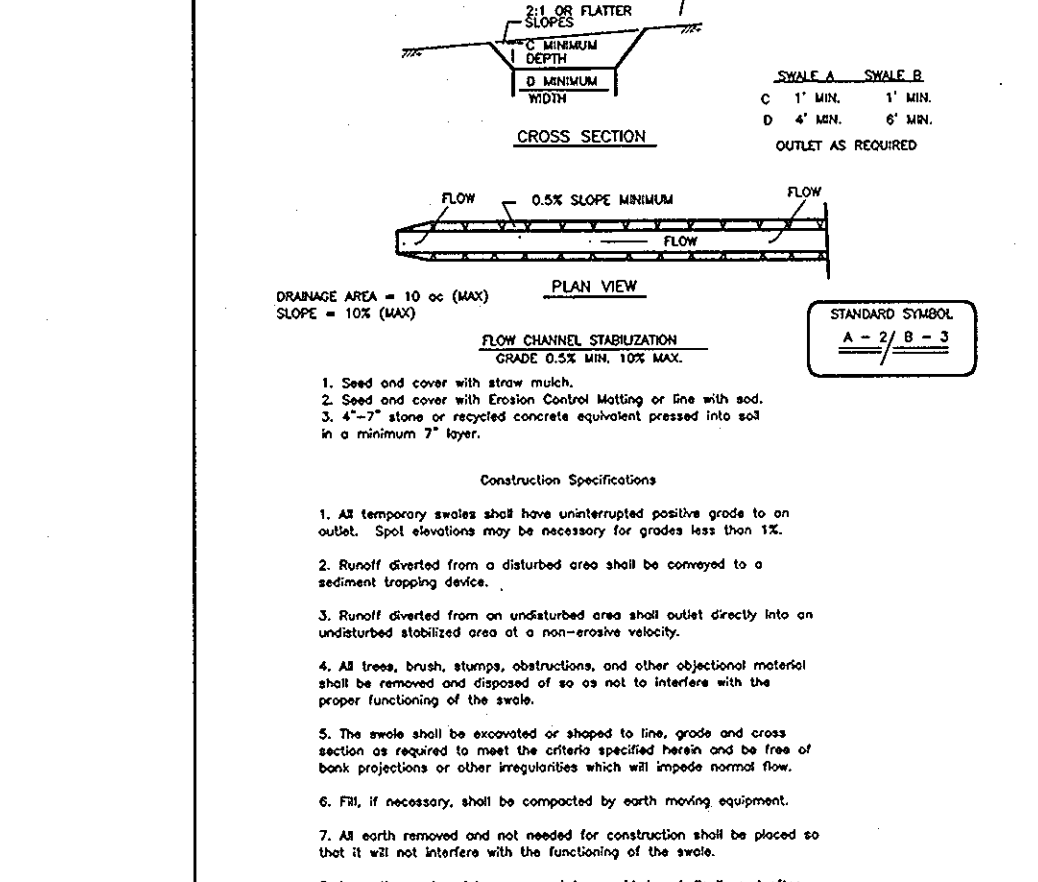 2:1 OR FLATTER
SLOPES
C MINIMUM
DEPTH
D MINIMUM
WIDTH
CROSS SECTION
SWALE A SWALE B
C 1' MIN. 1' MIN.
D 4' MIN. 6' MIN.
OUTLET AS REQUIRED
FLOW
0.5% SLOPE MINIMUM
FLOW
FLOW
PLAN VIEW
DRAINAGE AREA = 10 ac (MAX)
SLOPE = 10% (MAX)
STANDARD SYMBOL
A - 2/ B - 3
FLOW CHANNEL STABILIZATION
GRADE 0.5% MIN, 10% MAX.
1. Seed and cover with straw mulch.
2. Seed and cover with Erosion Control Matting or line with sod.
3. 4"-7" stone or recycled concrete equivalent pressed into soil
in a minimum 7" layer.
Construction Specifications
1. All temporary swales shall have uninterrupted positive grade to an
outlet. Spot elevations may be necessary for grades less than 1%.
2. Runoff diverted from a disturbed area shall be conveyed to a
sediment trapping device.
3. Runoff diverted from an undisturbed area shall outlet directly into an
undisturbed stabilized area at a non-erosive velocity.
4. All trees, brush, stumps, obstructions, and other objectional material
shall be removed and disposed of so as not to interfere with the
proper functioning of the swale.
5. The swale shall be excavated or shaped to line, grade and cross
section as required to meet the criteria specified herein and be free of
bank projections or other irregularities which will impede normal flow.
6. Fill, if necessary, shall be compacted by earth moving equipment.
7. All earth removed and not needed for construction shall be placed so
that it will not interfere with the functioning of the swale.